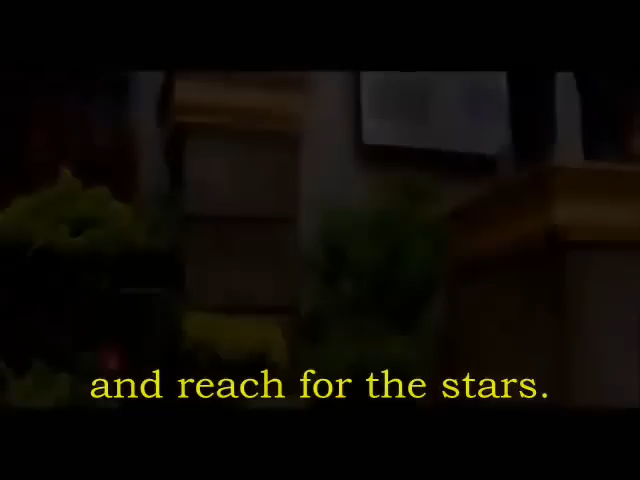 and reach for the stars.